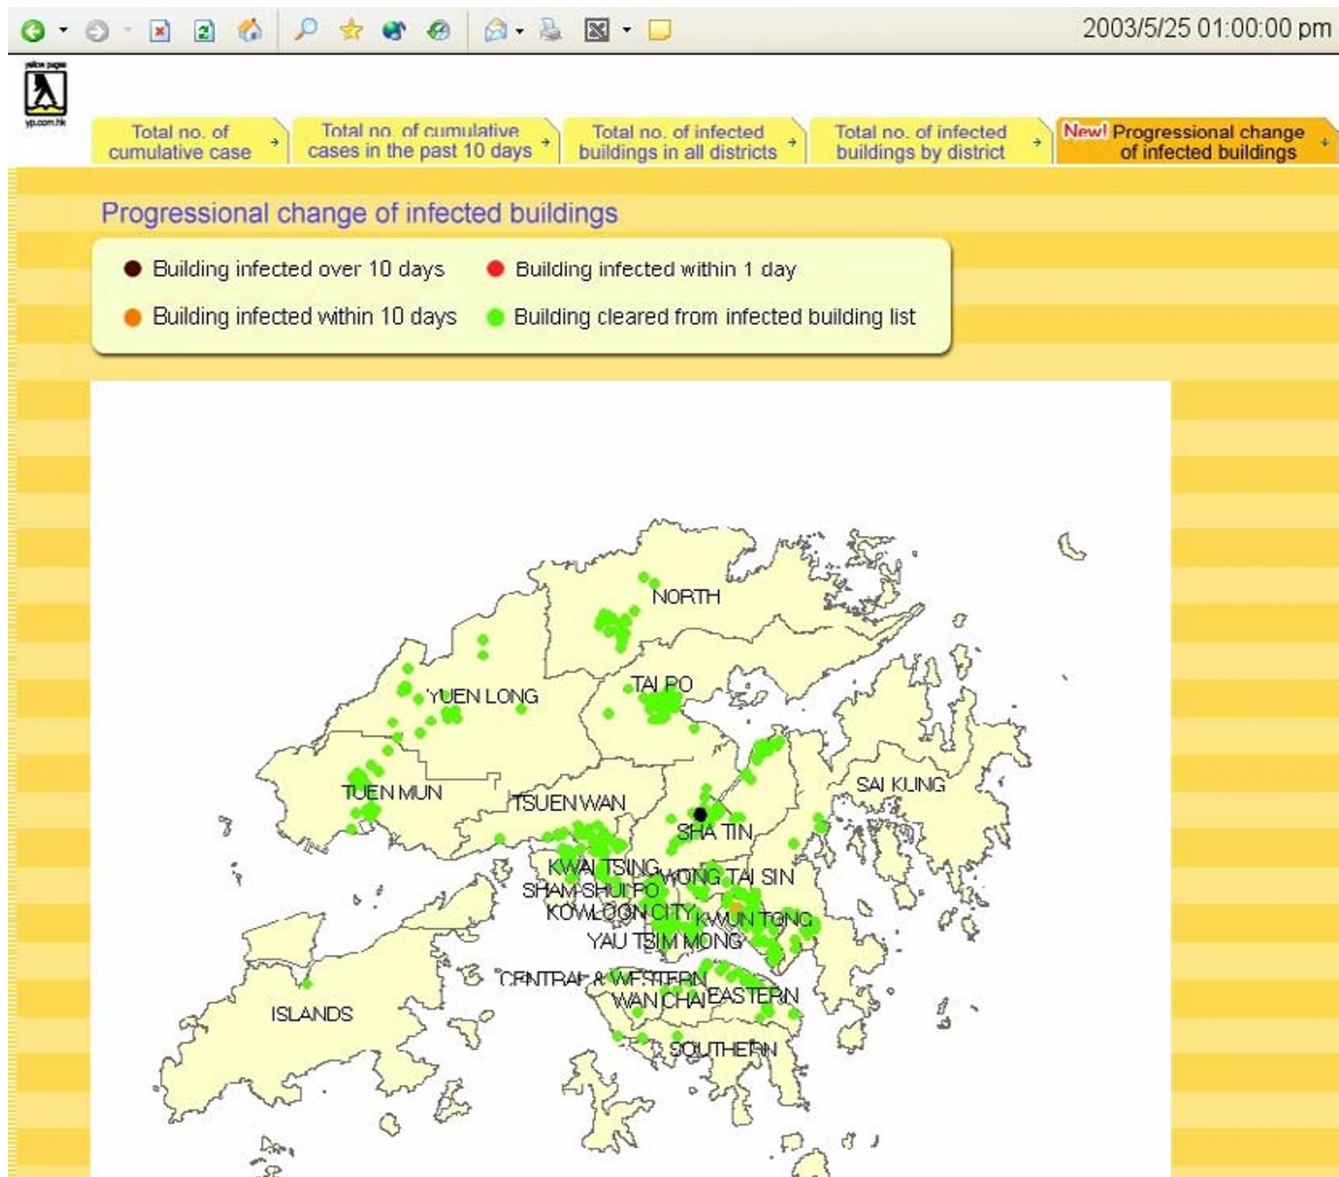 2003/5/25 01:00:00 pm
yellow pages
yp.com.hk
Total no. of
cumulative case
Total no. of cumulative
cases in the past 10 days
Total no. of infected
buildings in all districts
Total no. of infected
buildings by district
New! Progressional change
of infected buildings
Progressional change of infected buildings
Building infected over 10 days
Building infected within 1 day
Building infected within 10 days
Building cleared from infected building list
NORTH
TAI PO
YUEN LONG
SAI KUNG
TUEN MUN
TSUEN WAN
SHA TIN
KWAI TSING
WONG TAI SIN
SHAM SHUI PO
KOWLOON CITY
KWUN TONG
YAU TSIM MONG
CENTRAL & WESTERN
WAN CHAI
EASTERN
ISLANDS
SOUTHERN